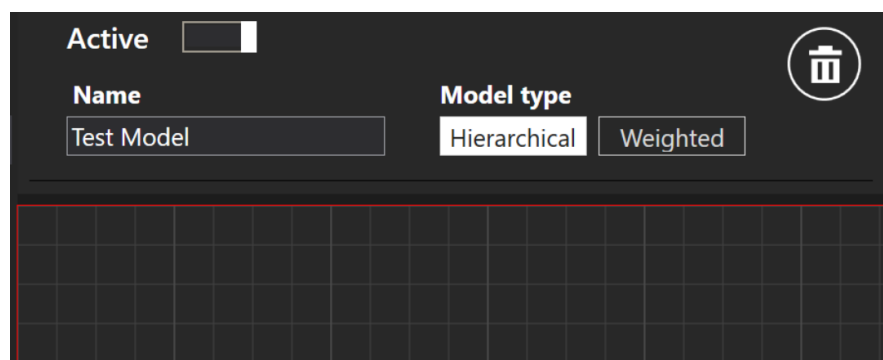 Active
Name
Model type
Test Model
Hierarchical
Weighted